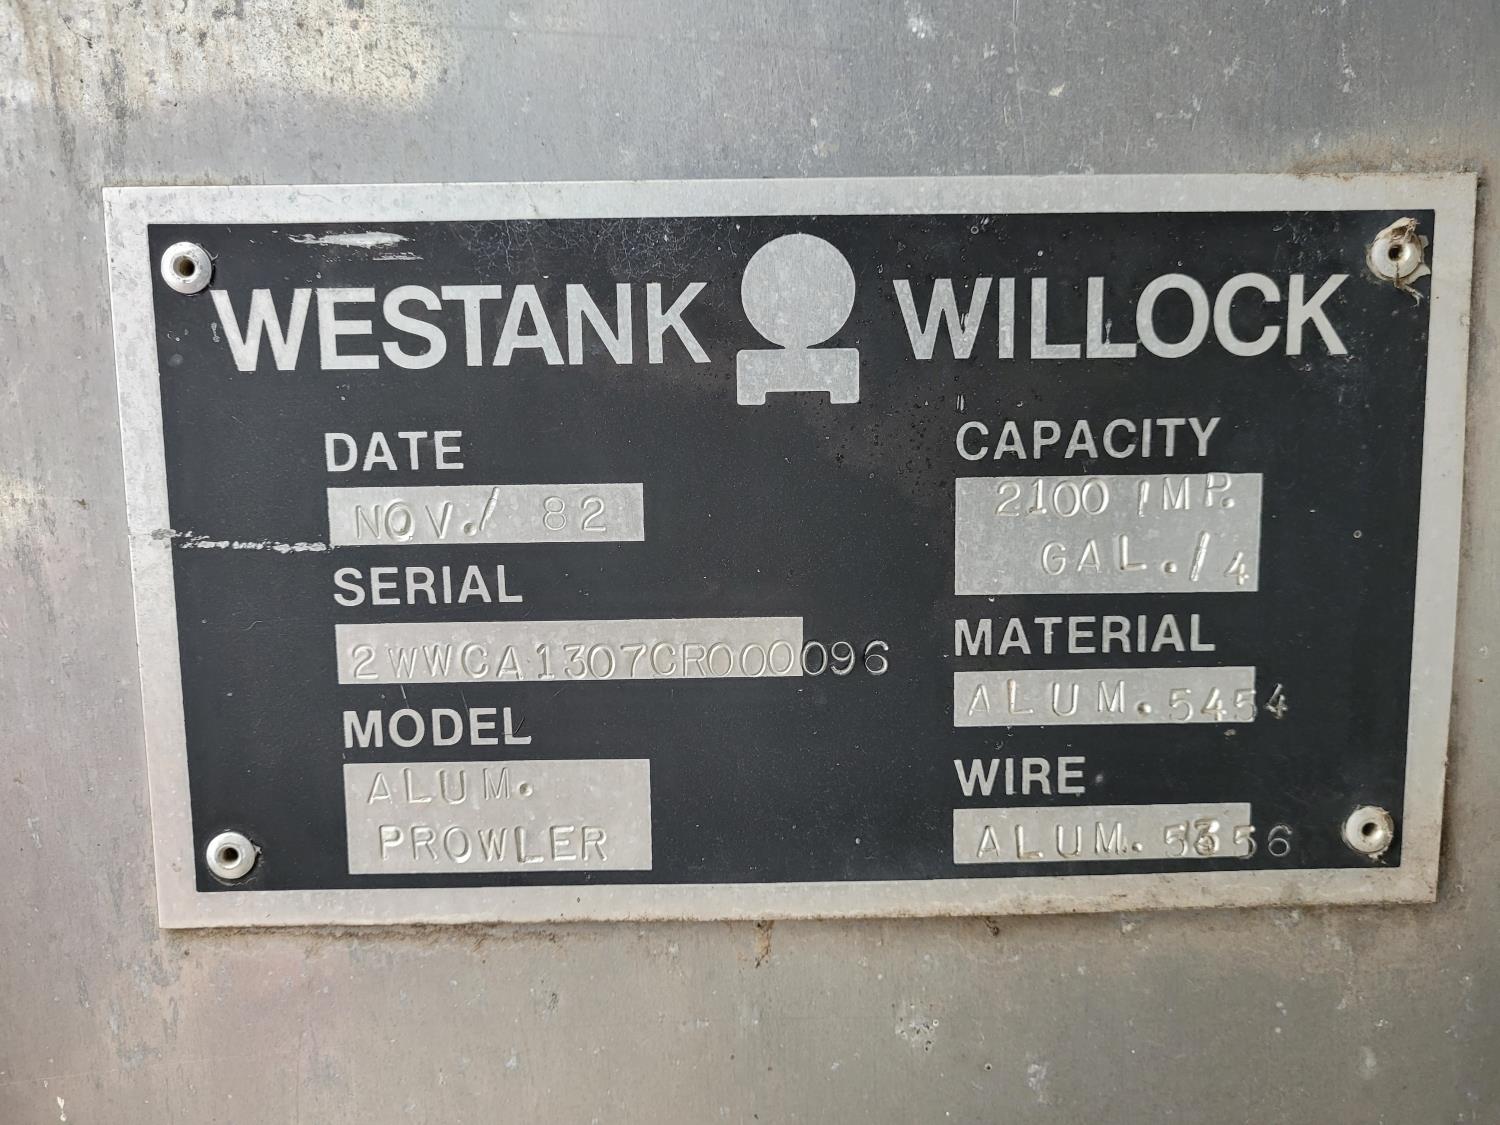 WESTANK WILLOCK
DATE
NOV./ 82
SERIAL
2WWCA1307CR000096
MODEL
ALUM.
PROWLER
CAPACITY
2100 IMP.
GAL./4
MATERIAL
ALUM. 5454
WIRE
ALUM. 5356